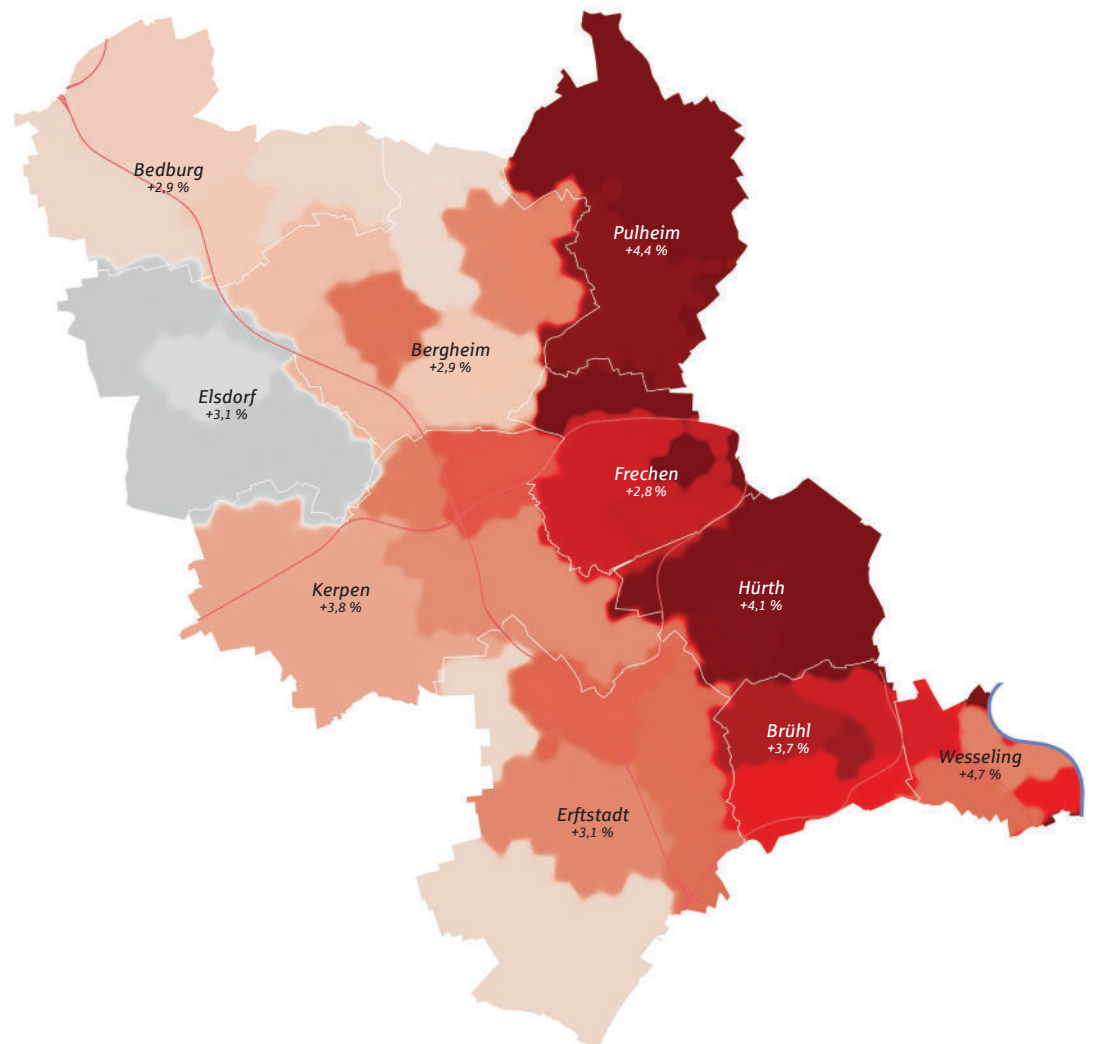 Bedburg
+2,9 %
Pulheim
+4,4 %
Bergheim
+2,9 %
Elsdorf
+3,1 %
Frechen
+2,8 %
Kerpen
+3,8 %
Hürth
+4,1 %
Brühl
+3,7 %
Wesseling
+4,7 %
Erftstadt
+3,1 %